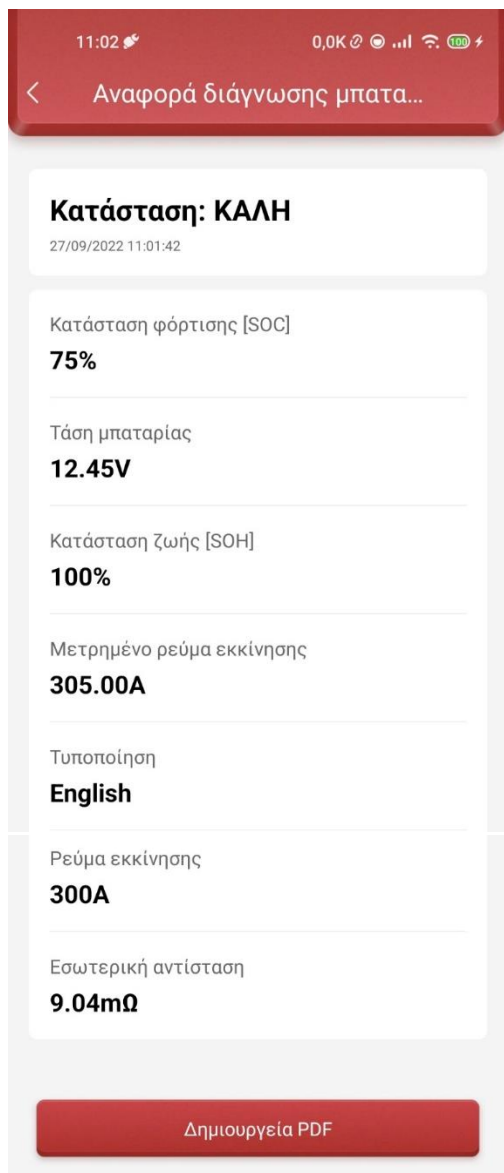 11:02
0,0K
100
Αναφορά διάγνωσης μπατα...
Κατάσταση: ΚΑΛΗ
27/09/2022 11:01:42
Κατάσταση φόρτισης [SOC]
75%
Τάση μπαταρίας
12.45V
Κατάσταση ζωής [SOH]
100%
Μετρημένο ρεύμα εκκίνησης
305.00A
Τυποποίηση
English
Ρεύμα εκκίνησης
300A
Εσωτερική αντίσταση
9.04mΩ
Δημιουργεία PDF